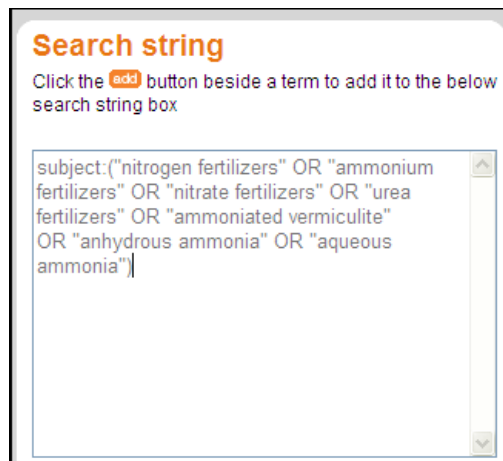 Search string
Click the add button beside a term to add it to the below
search string box
subject:("nitrogen fertilizers" OR "ammonium
fertilizers" OR "nitrate fertilizers" OR "urea
fertilizers" OR "ammoniated vermiculite"
OR "anhydrous ammonia" OR "aqueous
ammonia")